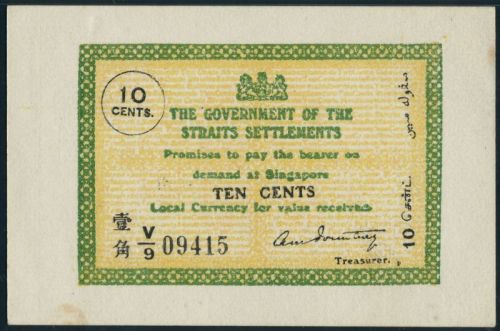 10
CENTS.
THE GOVERNMENT OF THE
STRAITS SETTLEMENTS
Promises to pay the bearer on
demand at Singapore
TEN CENTS
Local Currency for value received
壹
角
V/9 09415
Treasurer.
10